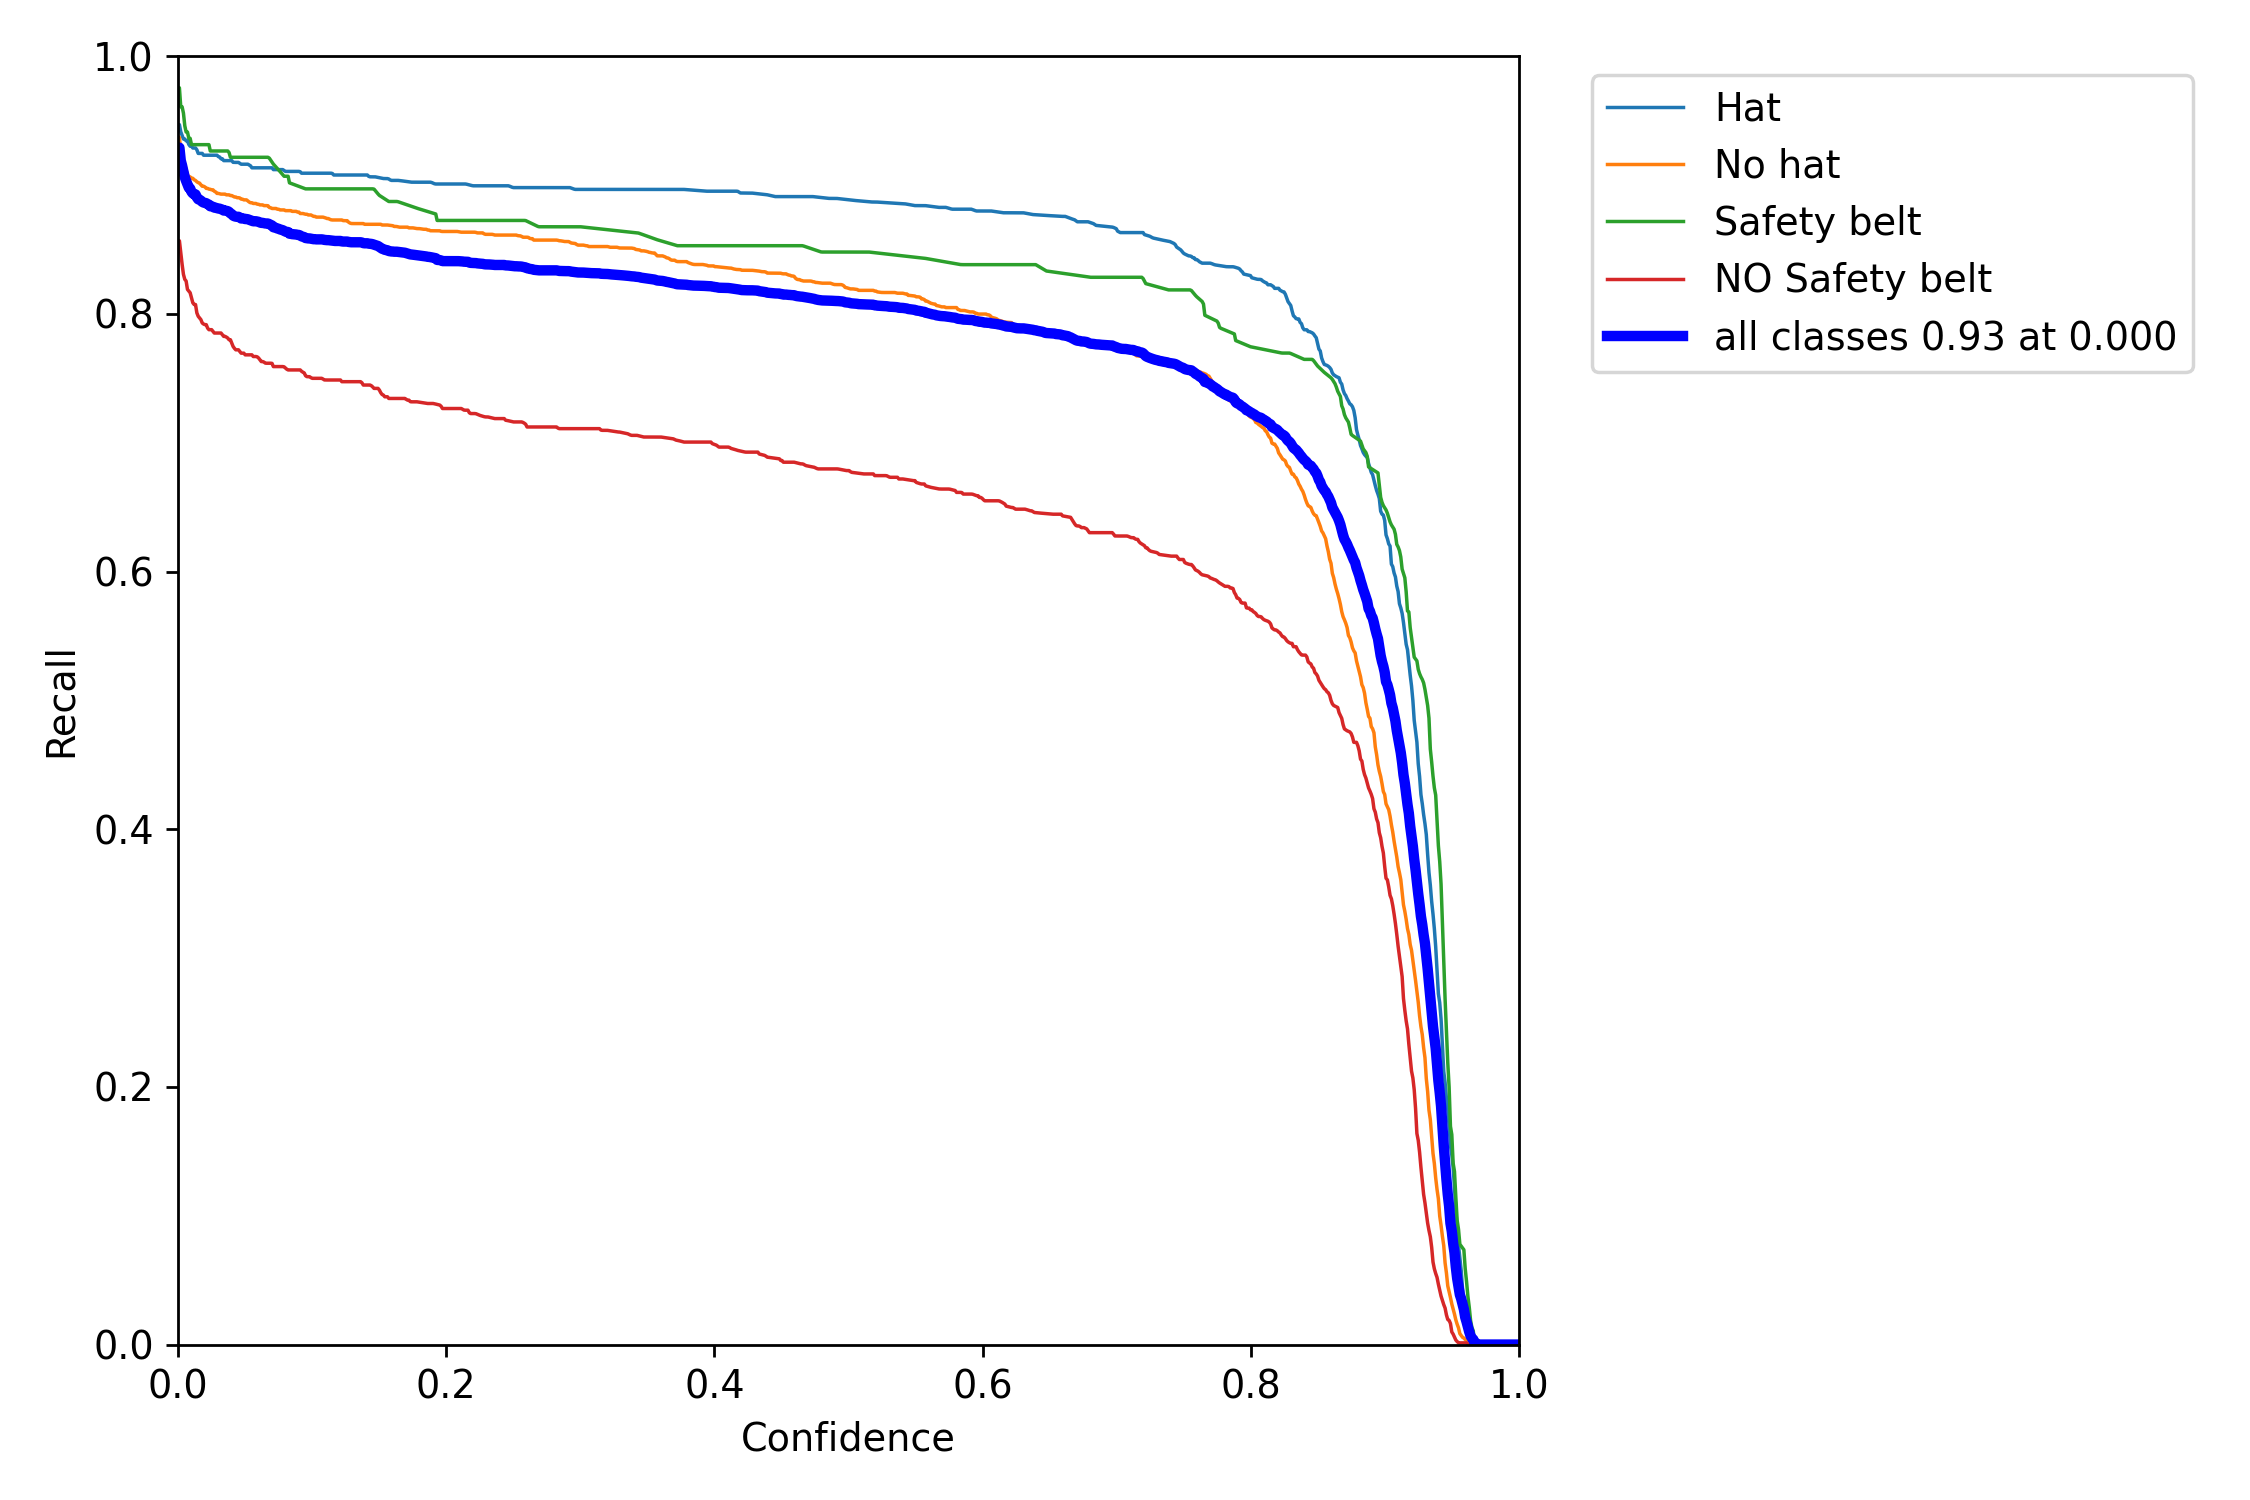 1.0
0.8
0.6
0.4
0.2
0.0
0.0 0.2 0.4 0.6 0.8 1.0
Recall
Confidence
Hat
No hat
Safety belt
NO Safety belt
all classes 0.93 at 0.000